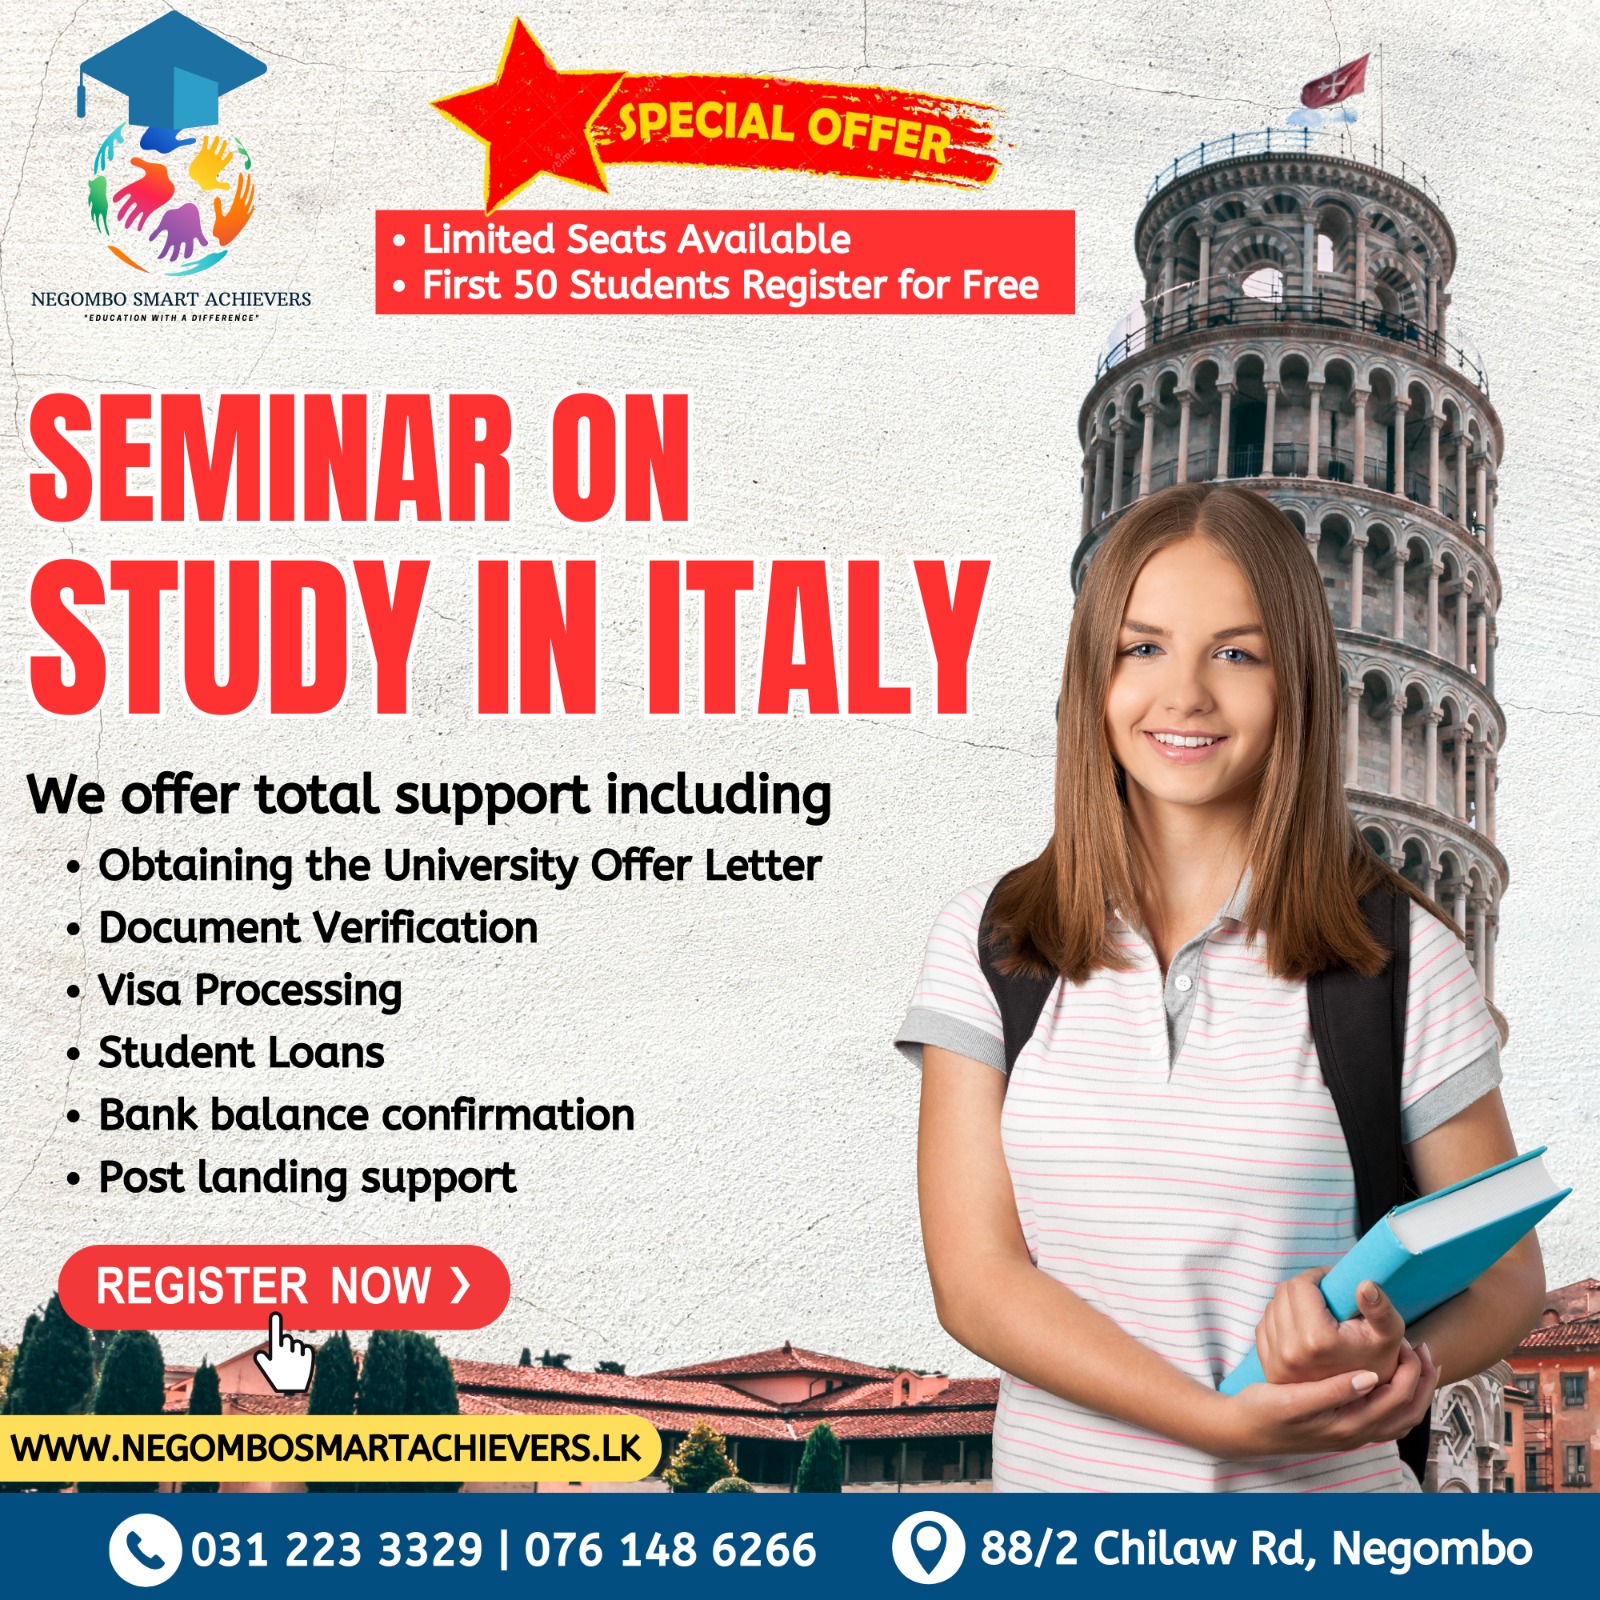 SPECIAL OFFER
• Limited Seats Available
• First 50 Students Register for Free
NEGOMBO SMART ACHIEVERS
"EDUCATION WITH A DIFFERENCE"
SEMINAR ON
STUDY IN ITALY
We offer total support including
• Obtaining the University Offer Letter
• Document Verification
• Visa Processing
• Student Loans
• Bank balance confirmation
• Post landing support
REGISTER NOW ❯
WWW.NEGOMBOSMARTACHIEVERS.LK
031 223 3329 | 076 148 6266
88/2 Chilaw Rd, Negombo